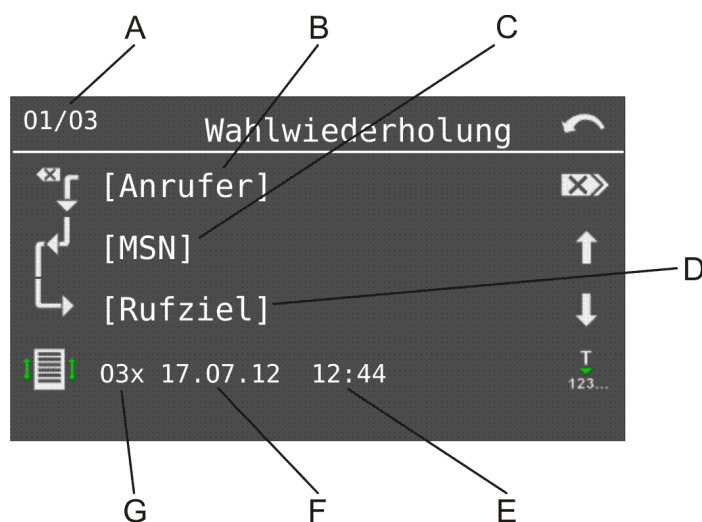 A B C
01/03 Wahlwiederholung
[Anrufer]
[MSN]
D
[Rufziel]
03x 17.07.12 12:44
T
123...
G F E